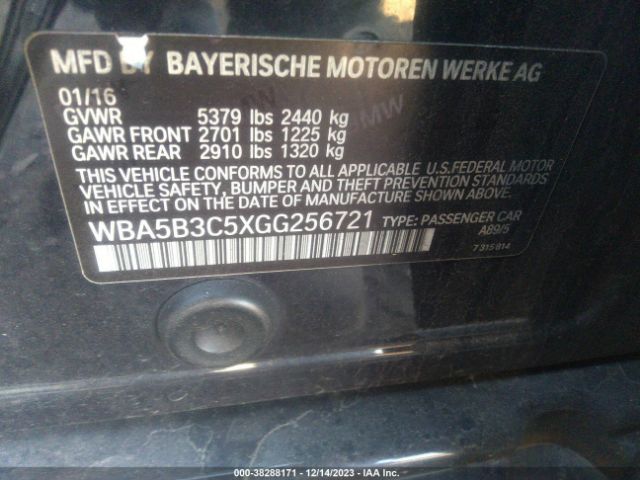 MFD BY BAYERISCHE MOTOREN WERKE AG
01/16
GVWR 5379 lbs 2440 kg
GAWR FRONT 2701 lbs 1225 kg
GAWR REAR 2910 lbs 1320 kg
THIS VEHICLE CONFORMS TO ALL APPLICABLE U.S.FEDERAL MOTOR
VEHICLE SAFETY, BUMPER AND THEFT PREVENTION STANDARDS
IN EFFECT ON THE DATE OF MANUFACTURE SHOWN ABOVE.
WBA5B3C5XGG256721 TYPE: PASSENGER CAR
A89/5
7315814
000-38288171 • 12/14/2023 • IAA Inc.